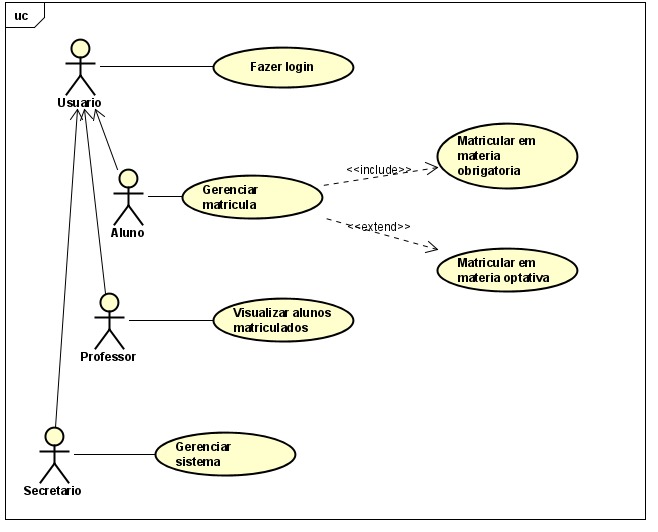 uc
Usuario
Fazer login
Matricular em
materia
obrigatoria
<<include>>
Aluno
Gerenciar
matricula
<<extend>>
Matricular em
materia optativa
Professor
Visualizar alunos
matriculados
Secretario
Gerenciar
sistema